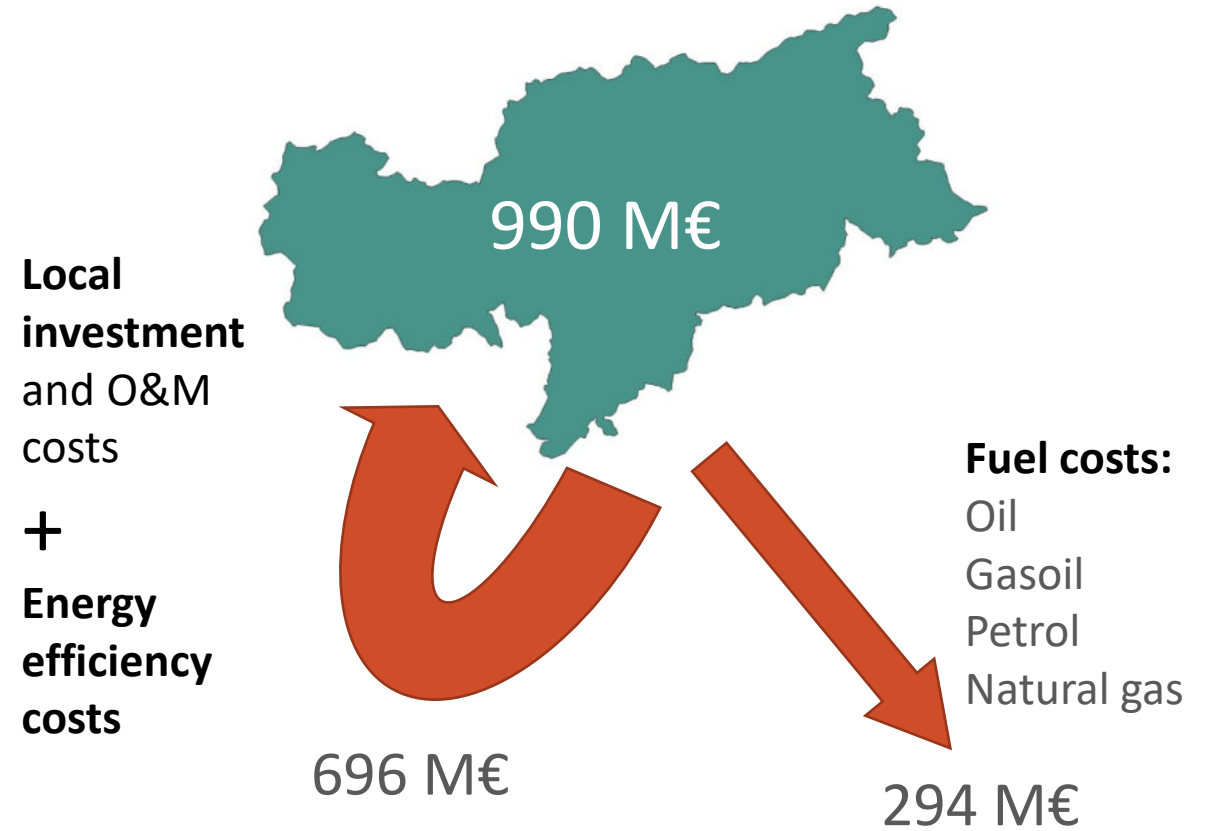 990 M€
Local
investment
and O&M
costs
+
Energy
efficiency
costs
696 M€
Fuel costs:
Oil
Gasoil
Petrol
Natural gas
294 M€